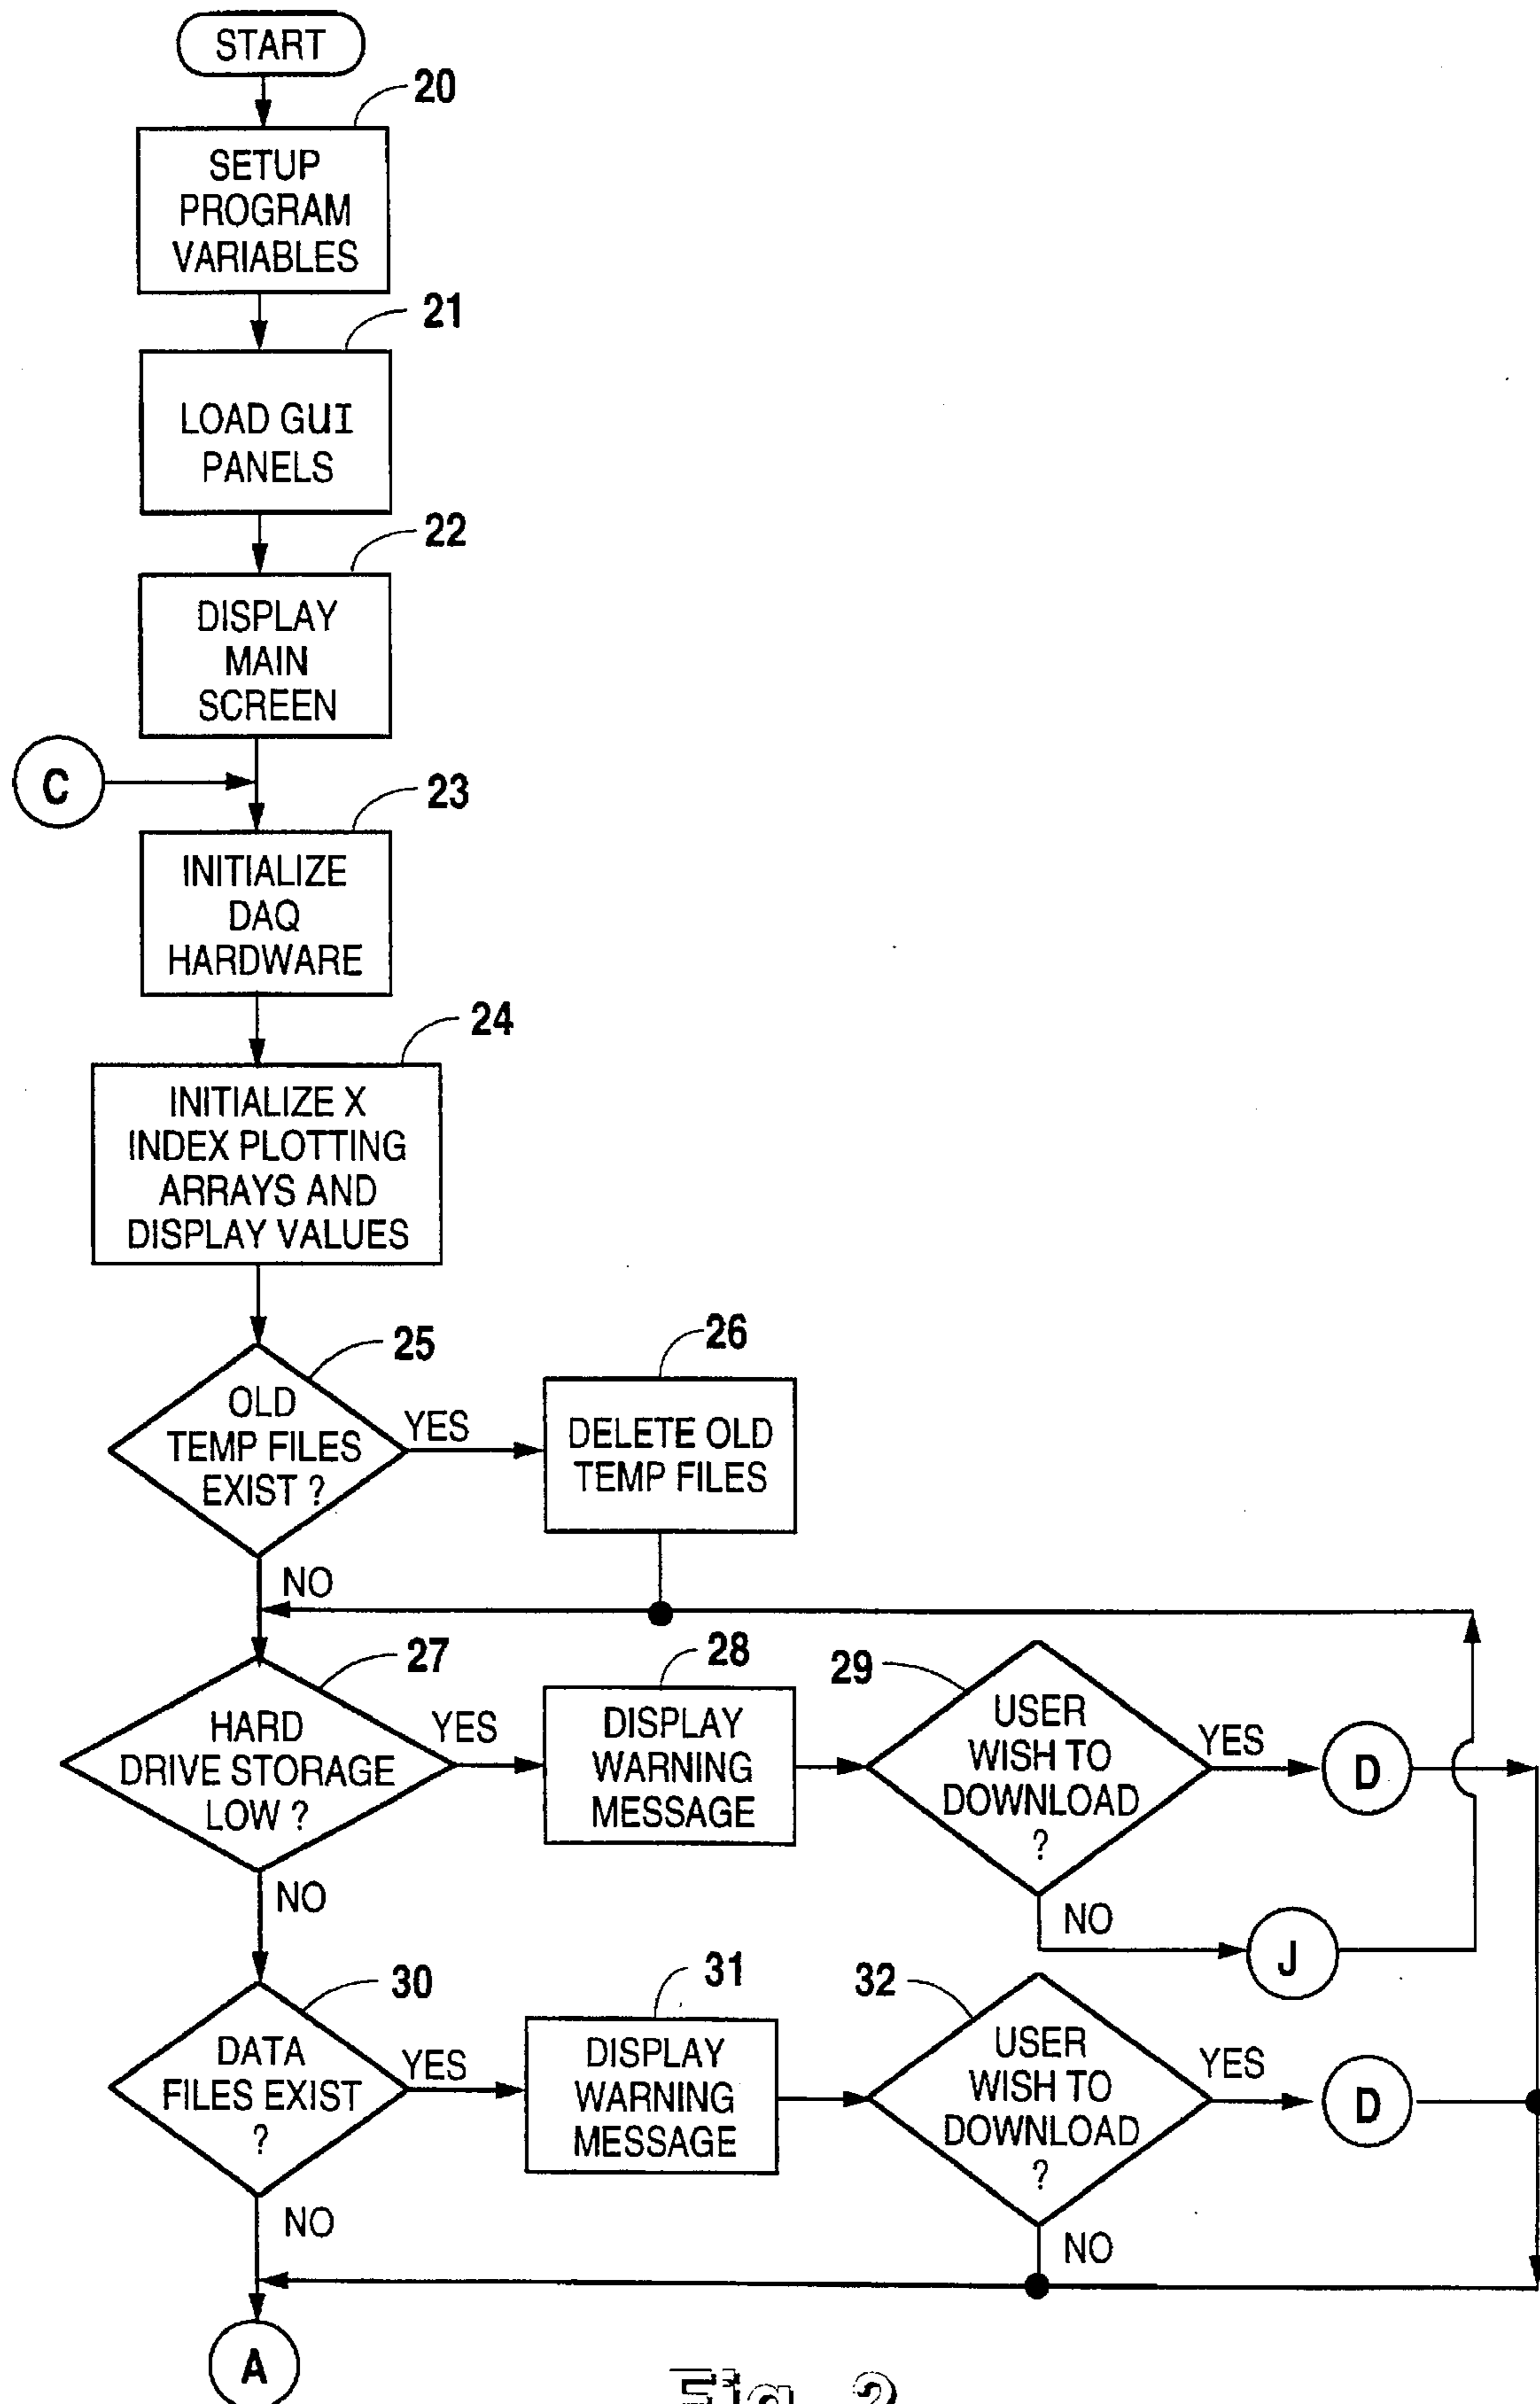 START
20
SETUP
PROGRAM
VARIABLES
21
LOAD GUI
PANELS
22
DISPLAY
MAIN
SCREEN
C
23
INITIALIZE
DAQ
HARDWARE
24
INITIALIZE X
INDEX PLOTTING
ARRAYS AND
DISPLAY VALUES
25
OLD
TEMP FILES
EXIST ?
YES
26
DELETE OLD
TEMP FILES
NO
27
HARD
DRIVE STORAGE
LOW ?
YES
28
DISPLAY
WARNING
MESSAGE
29
USER
WISH TO
DOWNLOAD
?
YES
D
NO
J
NO
30
DATA
FILES EXIST
?
YES
31
DISPLAY
WARNING
MESSAGE
32
USER
WISH TO
DOWNLOAD
?
YES
D
NO
NO
A
Fig. 2